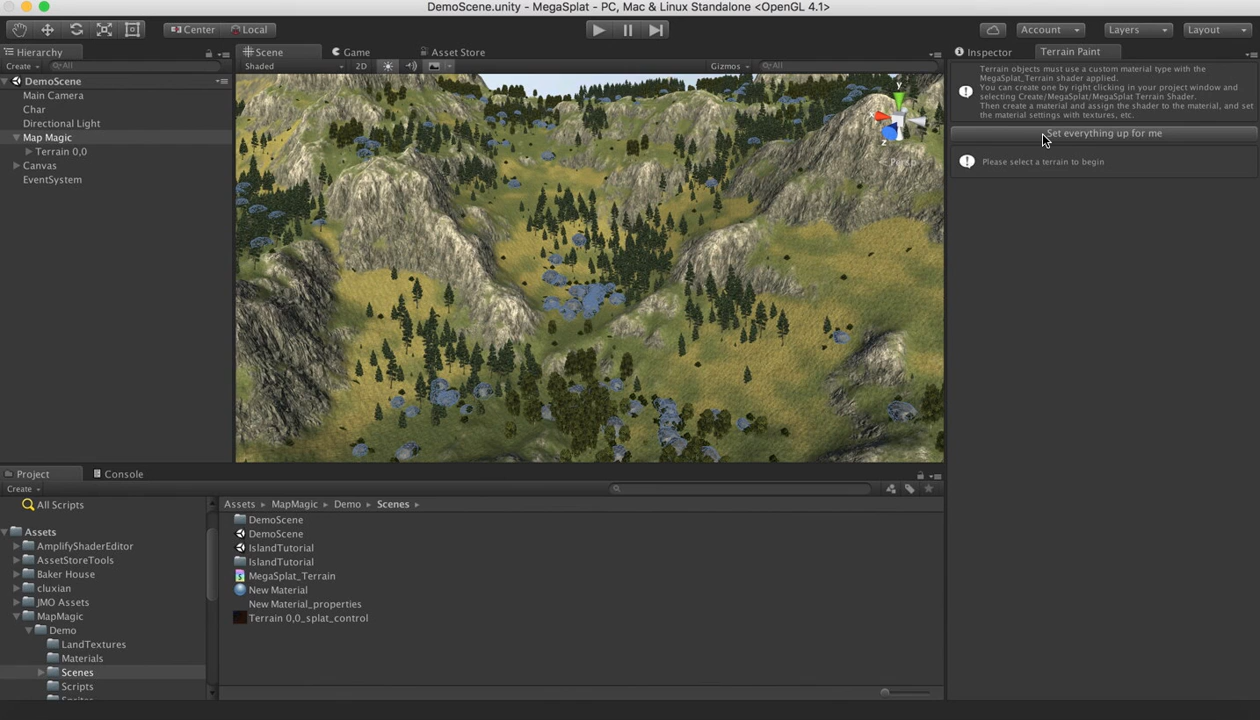 DemoScene.unity - MegaSplat - PC, Mac & Linux Standalone <OpenGL 4.1>
Center Local Account Layers Layout
Hierarchy
Create All
DemoScene
Main Camera
Char
Directional Light
Map Magic
Terrain 0,0
Canvas
EventSystem
Scene Game Asset Store
Shaded 2D Gizmos All
y
z
Persp
Inspector Terrain Paint
Terrain objects must use a custom material type with the
MegaSplat_Terrain shader applied.
You can create one by right clicking in your project window and
selecting Create/MegaSplat/MegaSplat Terrain Shader.
Then create a material and assign the shader to the material, and set
the material settings with textures, etc.
Set everything up for me
Please select a terrain to begin
Project Console
Create
All Scripts
Assets
AmplifyShaderEditor
AssetStoreTools
Baker House
cluxian
JMO Assets
MapMagic
Demo
LandTextures
Materials
Scenes
Scripts
Assets MapMagic Demo Scenes
DemoScene
DemoScene
IslandTutorial
IslandTutorial
MegaSplat_Terrain
New Material
New Material_properties
Terrain 0,0_splat_control